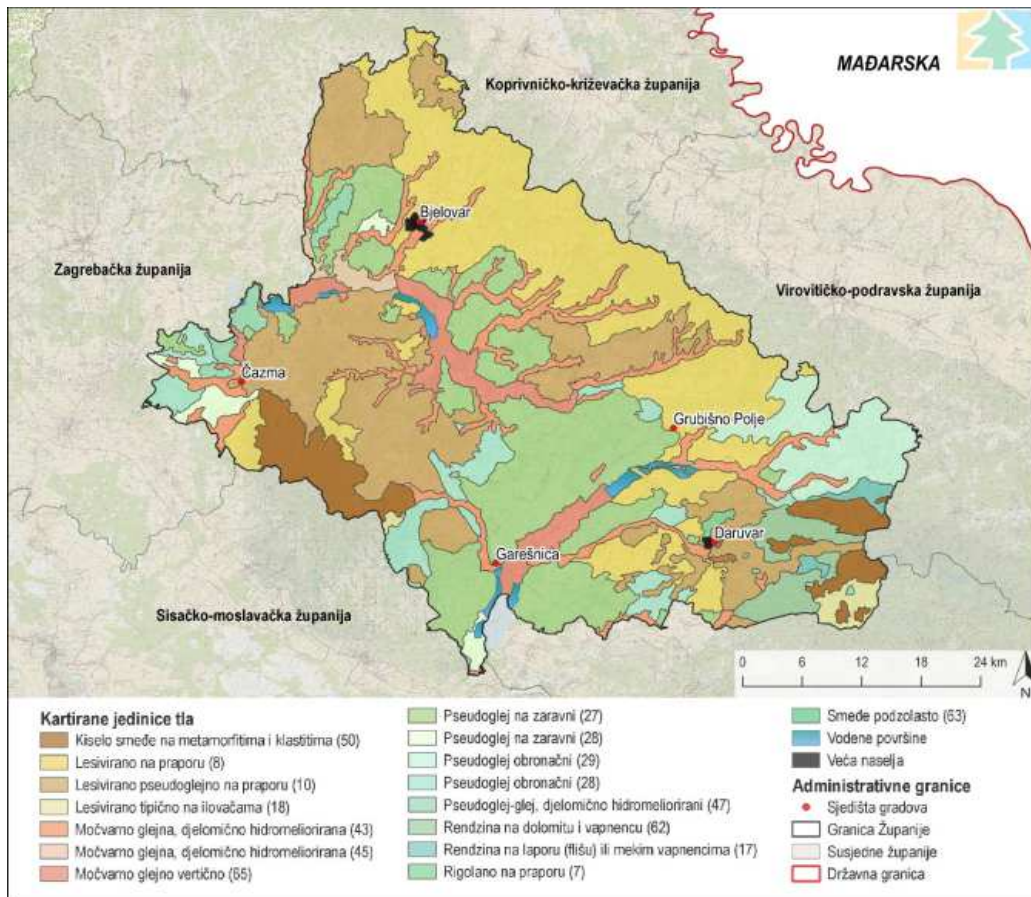 MAĐARSKA
Koprivničko-križevačka županija
Bjelovar
Zagrebačka županija
Virovitičko-podravska županija
Čazma
Grubišno Polje
Daruvar
Garešnica
Sisačko-moslavačka županija
0 6 12 18 24 km
N
Kartirane jedinice tla
Kiselo smeđe na metamorfitima i klastitima (50)
Lesivirano na praporu (8)
Lesivirano pseudoglejno na praporu (10)
Lesivirano tipično na ilovačama (18)
Močvarno glejna, djelomično hidromeliorirana (43)
Močvarno glejna, djelomično hidromeliorirana (45)
Močvarno glejno vertično (65)
Pseudoglej na zaravni (27)
Pseudoglej na zaravni (28)
Pseudoglej obronačni (29)
Pseudoglej obronačni (28)
Pseudoglej-glej, djelomično hidromeliorirani (47)
Rendzina na dolomitu i vapnencu (62)
Rendzina na laporu (flišu) ili mekim vapnencima (17)
Rigolano na praporu (7)
Smeđe podzolasto (63)
Vodene površine
Veća naselja
Administrativne granice
Sjedišta gradova
Granica Županije
Susjedne županije
Državna granica